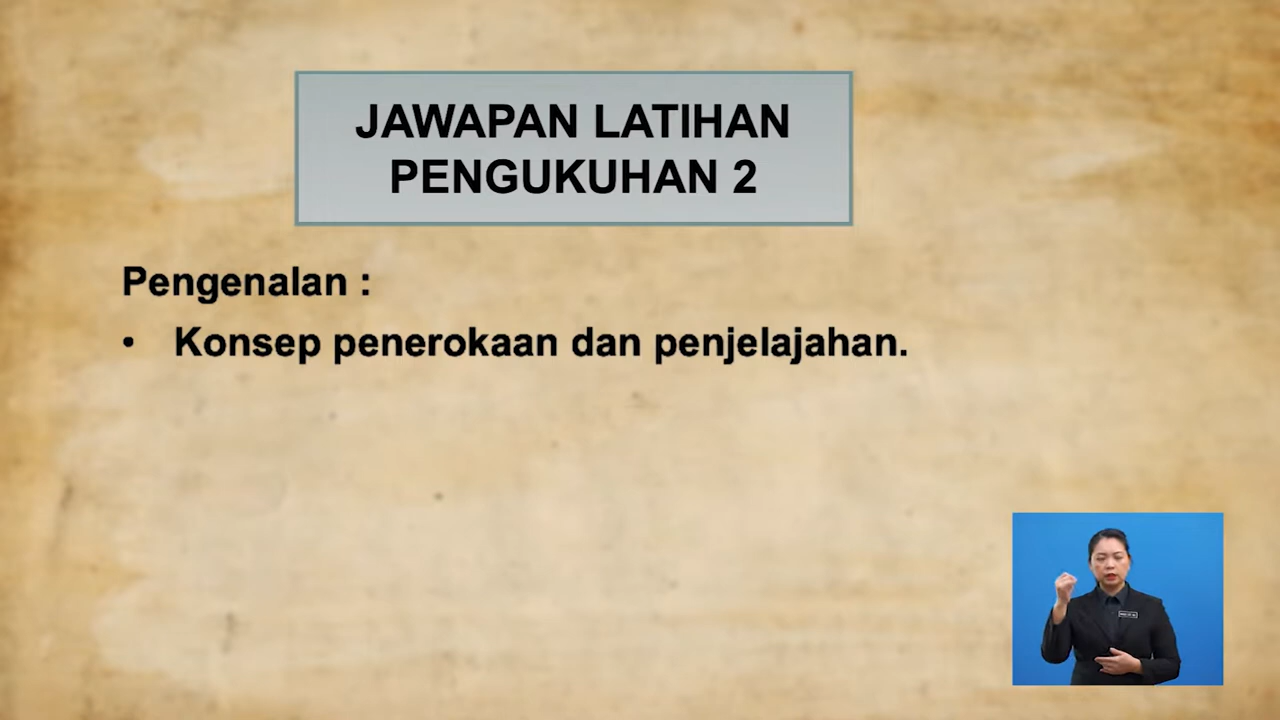 JAWAPAN LATIHAN
PENGUKUHAN 2
Pengenalan :
• Konsep penerokaan dan penjelajahan.